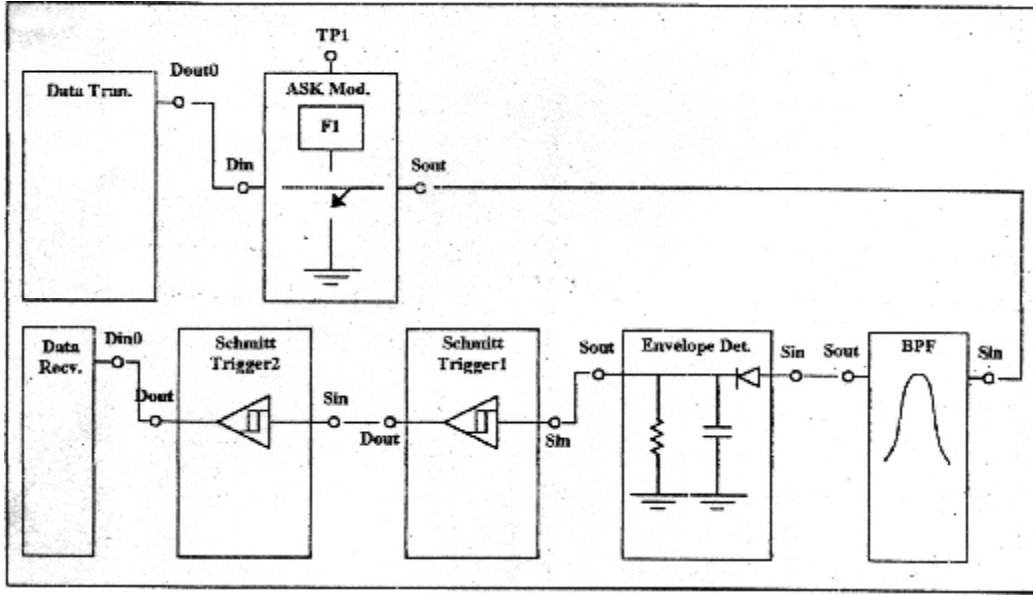 TP1
Data Tran.
Dout0
ASK Mod.
F1
Din
Sout
Data
Recv.
Din0
Dout
Schmitt
Trigger2
Sin
Dout
Schmitt
Trigger1
Sin
Sout
Envelope Det.
Sin
Sout
BPF
Sin